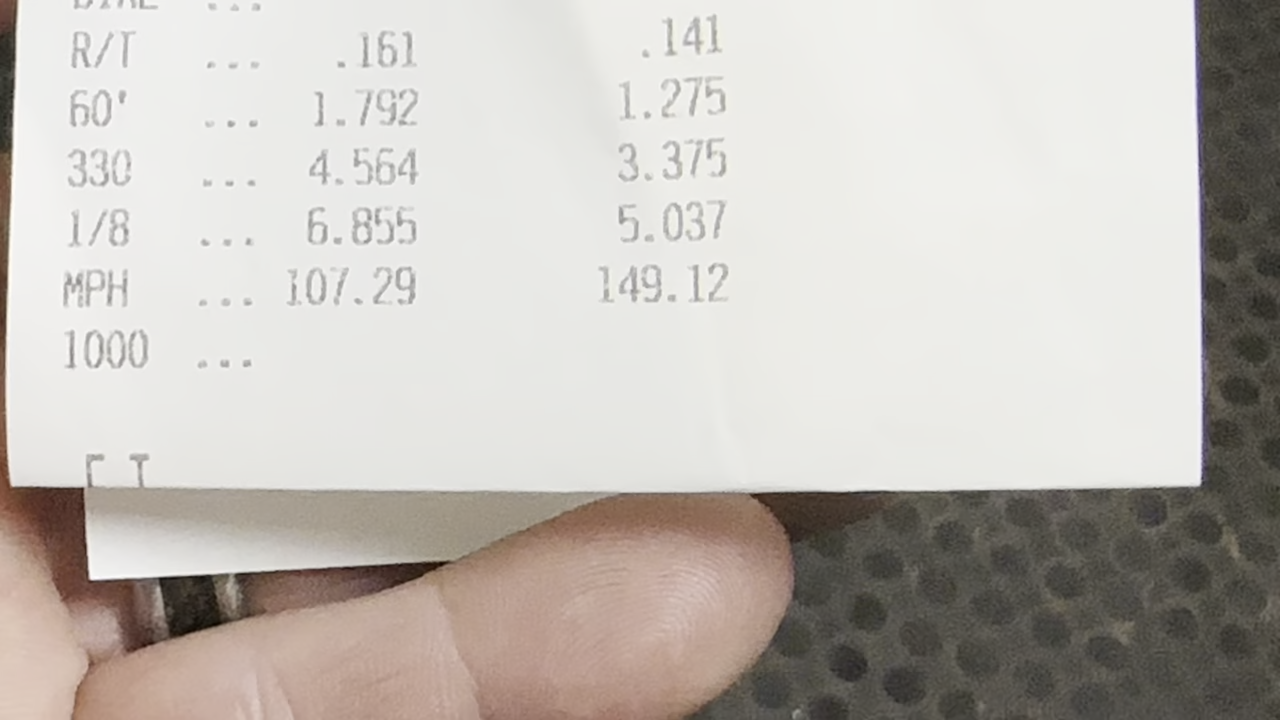 R/T ... .161 .141
60' ... 1.792 1.275
330 ... 4.564 3.375
1/8 ... 6.855 5.037
MPH ... 107.29 149.12
1000 ...